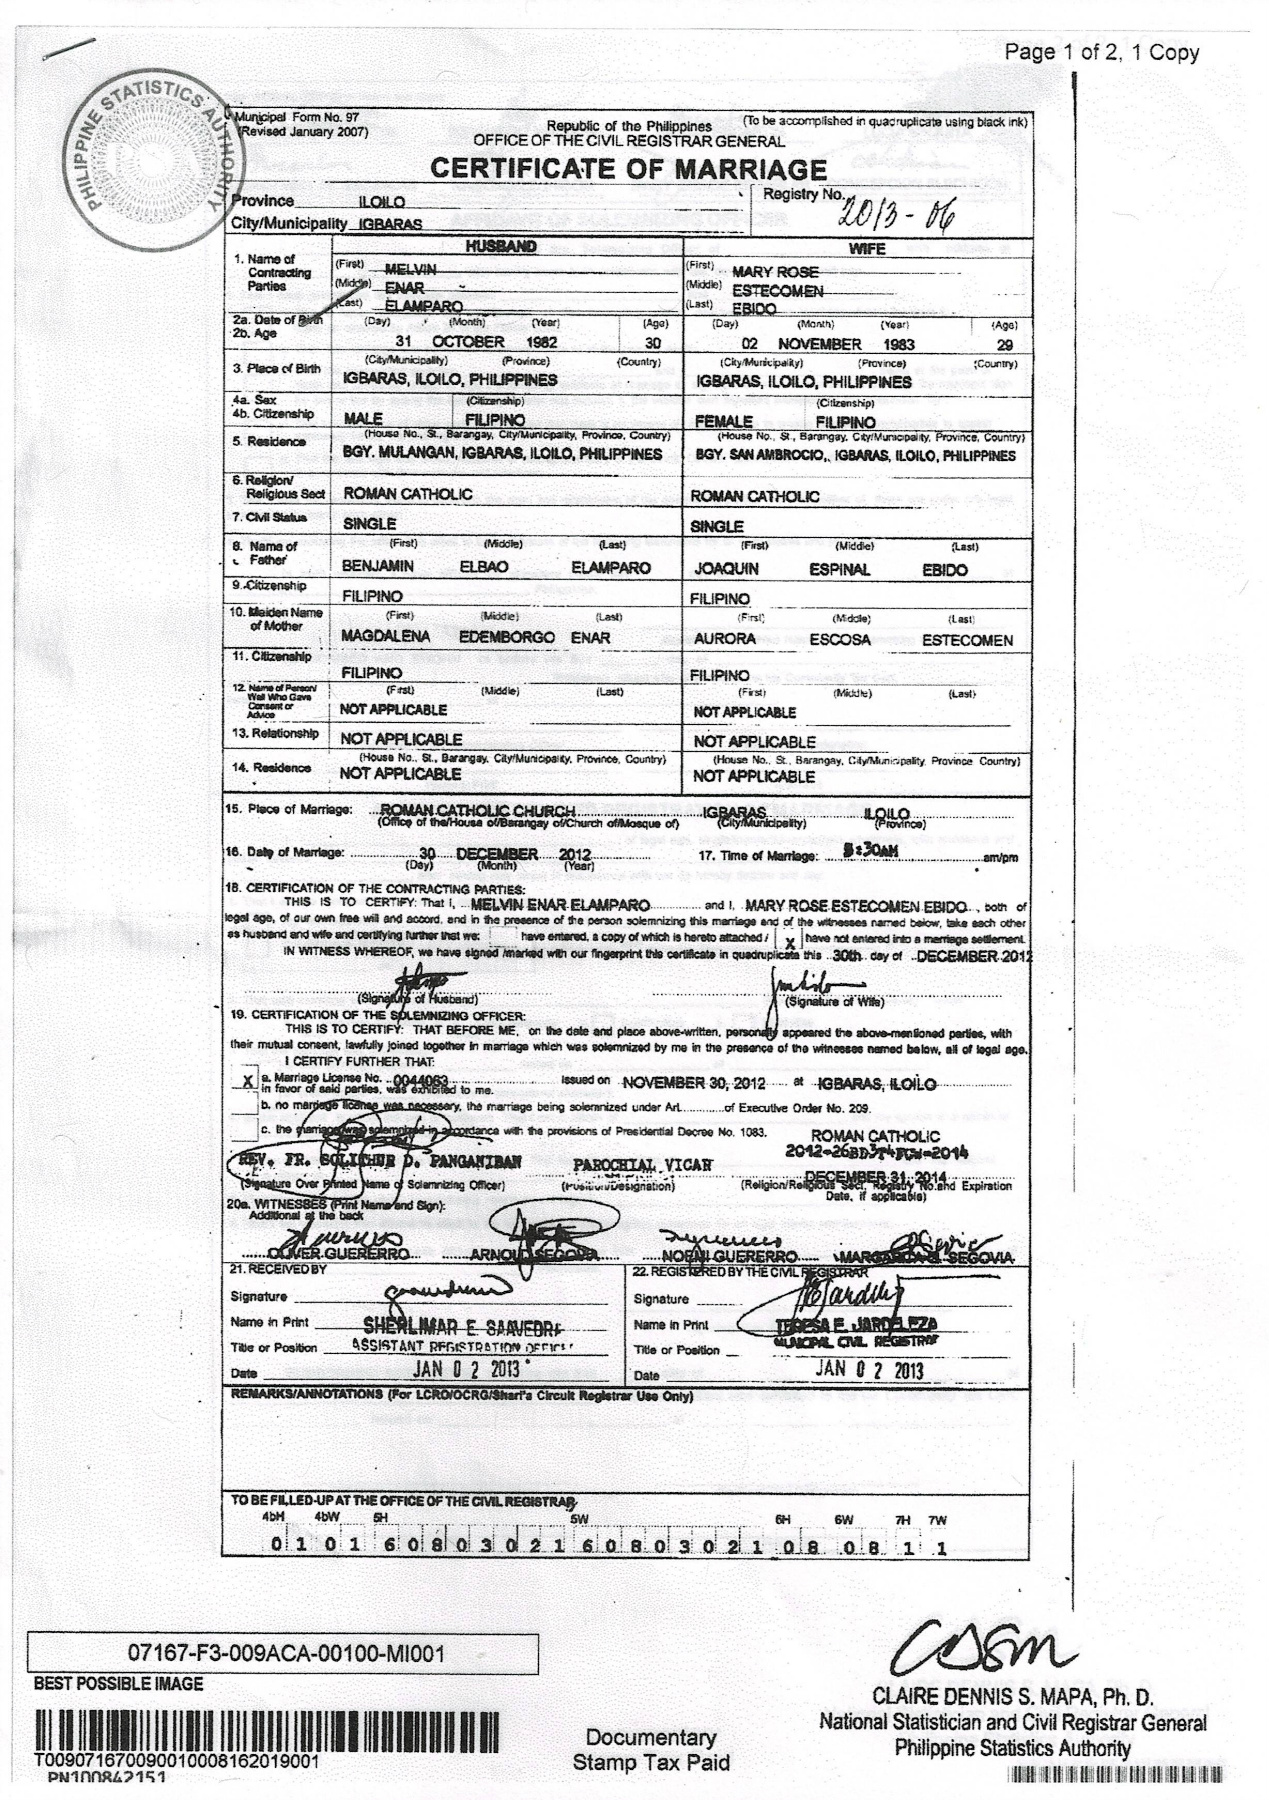 Page 1 of 2, 1 Copy
PHILIPPINE STATISTICS AUTHORITY
Municipal Form No. 97
(Revised January 2007)
Republic of the Philippines
(To be accomplished in quadruplicate using black ink)
OFFICE OF THE CIVIL REGISTRAR GENERAL
CERTIFICATE OF MARRIAGE
Province ILOILO
Registry No. 2013-06
City/Municipality IGBARAS
HUSBAND WIFE
1. Name of Contracting Parties
(First) MELVIN (First) MARY ROSE
(Middle) ENAR (Middle) ESTECOMEN
(Last) ELAMPARO (Last) EBIDO
2a. Date of Birth (Day) (Month) (Year) (Age) (Day) (Month) (Year) (Age)
2b. Age 31 OCTOBER 1982 30 02 NOVEMBER 1983 29
3. Place of Birth (City/Municipality) (Province) (Country) (City/Municipality) (Province) (Country)
IGBARAS, ILOILO, PHILIPPINES IGBARAS, ILOILO, PHILIPPINES
4a. Sex (Citizenship) (Citizenship)
4b. Citizenship MALE FILIPINO FEMALE FILIPINO
5. Residence (House No., St., Barangay, City/Municipality, Province, Country) (House No., St., Barangay, City/Municipality, Province, Country)
BGY. MULANGAN, IGBARAS, ILOILO, PHILIPPINES BGY. SAN AMBROCIO,, IGBARAS, ILOILO, PHILIPPINES
6. Religion/
Religious Sect ROMAN CATHOLIC ROMAN CATHOLIC
7. Civil Status SINGLE SINGLE
8. Name of Father (First) (Middle) (Last) (First) (Middle) (Last)
BENJAMIN ELBAO ELAMPARO JOAQUIN ESPINAL EBIDO
9. Citizenship FILIPINO FILIPINO
10. Maiden Name of Mother (First) (Middle) (Last) (First) (Middle) (Last)
MAGDALENA EDEMBORGO ENAR AURORA ESCOSA ESTECOMEN
11. Citizenship FILIPINO FILIPINO
12. Name of Person/ Wali Who Gave Consent or Advice (First) (Middle) (Last) (First) (Middle) (Last)
NOT APPLICABLE NOT APPLICABLE
13. Relationship NOT APPLICABLE NOT APPLICABLE
14. Residence (House No., St., Barangay, City/Municipality, Province, Country) (House No., St., Barangay, City/Municipality, Province Country)
NOT APPLICABLE NOT APPLICABLE
15. Place of Marriage: ROMAN CATHOLIC CHURCH IGBARAS ILOILO
(Office of the/House of/Barangay of/Church of/Mosque of) (City/Municipality) (Province)
16. Date of Marriage: 30 DECEMBER 2012 17. Time of Marriage: 8:30AM am/pm
(Day) (Month) (Year)
18. CERTIFICATION OF THE CONTRACTING PARTIES:
THIS IS TO CERTIFY: That I, MELVIN ENAR ELAMPARO and I, MARY ROSE ESTECOMEN EBIDO, both of
legal age, of our own free will and accord, and in the presence of the person solemnizing this marriage and of the witnesses named below, take each other
as husband and wife and certifying further that we: have entered, a copy of which is hereto attached / X have not entered into a marriage settlement.
IN WITNESS WHEREOF, we have signed /marked with our fingerprint this certificate in quadruplicate this 30th day of DECEMBER 2012
(Signature of Husband) (Signature of Wife)
19. CERTIFICATION OF THE SOLEMNIZING OFFICER:
THIS IS TO CERTIFY: THAT BEFORE ME, on the date and place above-written, personally appeared the above-mentioned parties, with
their mutual consent, lawfully joined together in marriage which was solemnized by me in the presence of the witnesses named below, all of legal age.
I CERTIFY FURTHER THAT:
X a. Marriage License No. 0044063 issued on NOVEMBER 30, 2012 at IGBARAS, ILOILO
in favor of said parties, was exhibited to me.
b. no marriage license was necessary, the marriage being solemnized under Art. of Executive Order No. 209.
c. the marriage was solemnized in accordance with the provisions of Presidential Decree No. 1083.
ROMAN CATHOLIC
REV. FR. D. PANGANIBAN PAROCHIAL VICAR
DECEMBER 31, 2014
(Signature Over Printed Name of Solemnizing Officer) (Position/Designation) (Religion/Religious Sect, Registry No.and Expiration
Date, if applicable)
20a. WITNESSES (Print Name and Sign):
Additional at the back
OLIVER GUERERRO ARNOLD SEGOVIA NOEMI GUERERRO SEGOVIA
21. RECEIVED BY 22. REGISTERED BY THE CIVIL REGISTRAR
Signature Signature
Name in Print SHERLIMAR E. SAAVEDRA Name in Print TERESA E. JARDELEZA
Title or Position ASSISTANT REGISTRATION OFFICER Title or Position MUNICIPAL CIVIL REGISTRAR
Date JAN 02 2013 Date JAN 02 2013
REMARKS/ANNOTATIONS (For LCRO/OCRG/Shari'a Circuit Registrar Use Only)
TO BE FILLED-UP AT THE OFFICE OF THE CIVIL REGISTRAR
4bH 4bW 5H 5W 6H 6W 7H 7W
0 1 0 1 6 0 8 0 3 0 2 1 6 0 8 0 3 0 2 1 0 8 0 8 1 1
07167-F3-009ACA-00100-MI001
BEST POSSIBLE IMAGE
T009071670090010008162019001
PN100842151
Documentary
Stamp Tax Paid
CLAIRE DENNIS S. MAPA, Ph. D.
National Statistician and Civil Registrar General
Philippine Statistics Authority